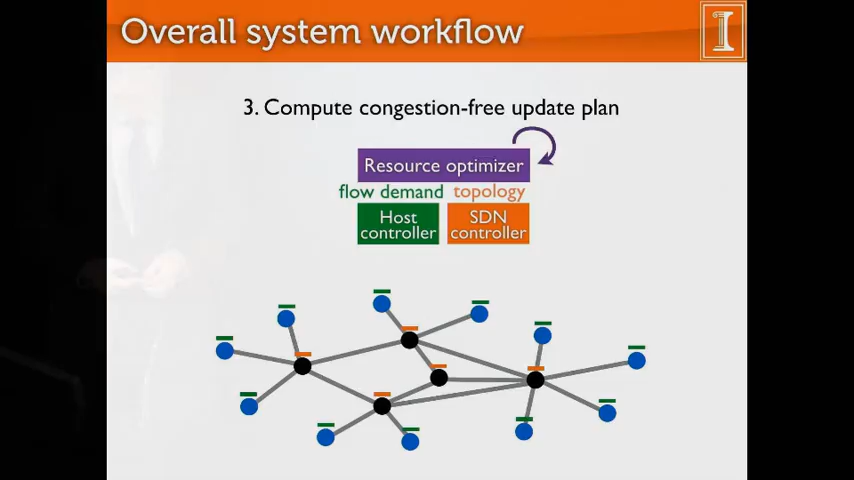 Overall system workflow
3. Compute congestion-free update plan
Resource optimizer
flow demand topology
Host controller
SDN controller